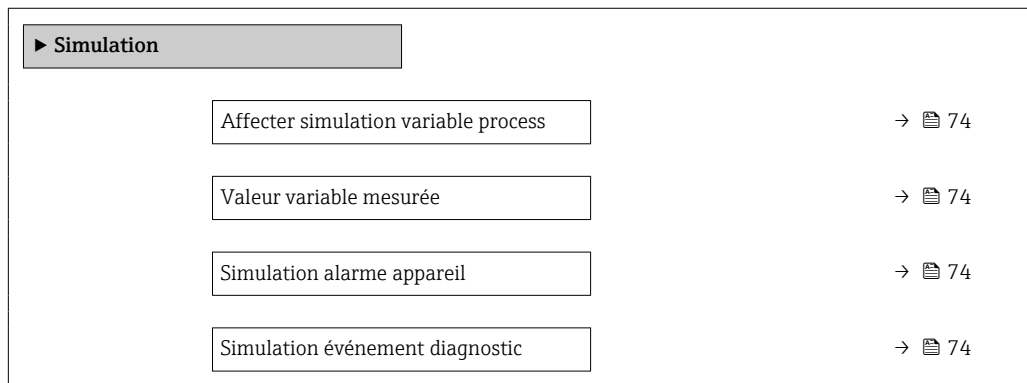 ▶ Simulation
Affecter simulation variable process → 74
Valeur variable mesurée → 74
Simulation alarme appareil → 74
Simulation événement diagnostic → 74